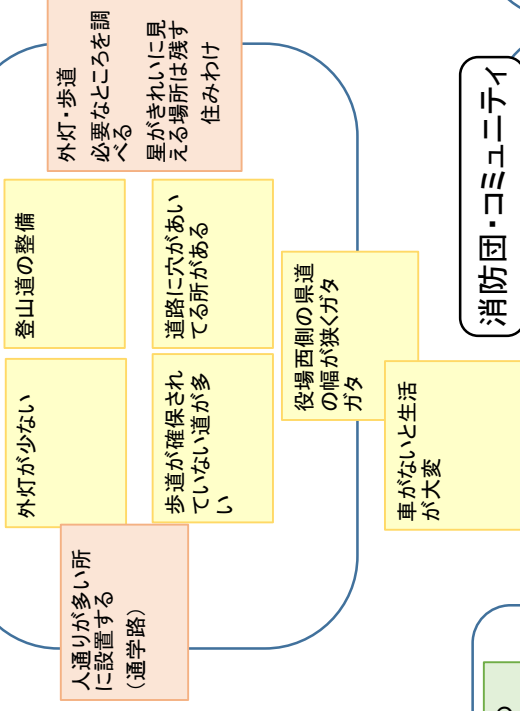 外灯・歩道
必要なところを調
べる
星がきれいに見
える場所は残す
住みわけ
登山道の整備
道路に穴があい
てる所がある
外灯が少ない
歩道が確保され
ていない道が多
い
人通りが多い所
に設置する
（通学路）
役場西側の県道
の幅が狭くガタ
ガタ
車がないと生活
が大変
消防団・コミュニティ